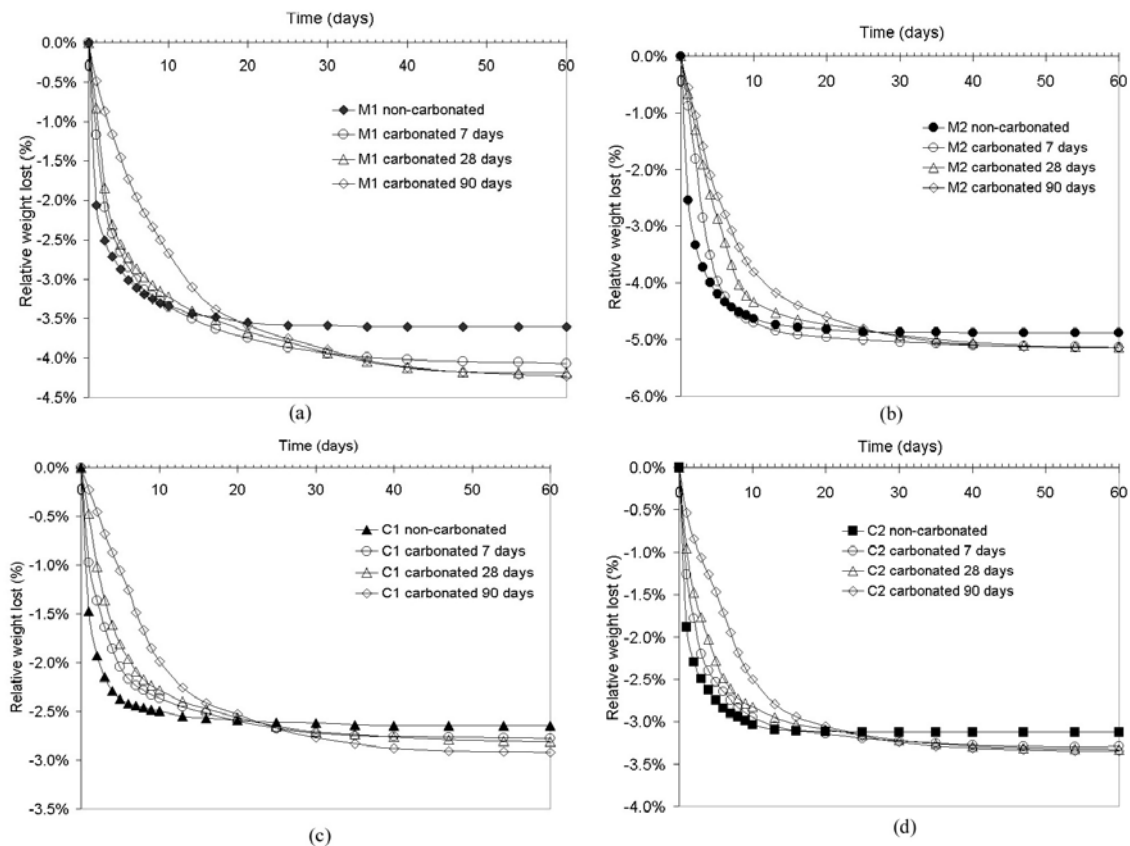 (a)
Time (days)
0.0%
0 10 20 30 40 50 60
-0.5%
-1.0%
-1.5%
-2.0%
-2.5%
-3.0%
-3.5%
-4.0%
-4.5%
Relative weight lost (%)
M1 non-carbonated
M1 carbonated 7 days
M1 carbonated 28 days
M1 carbonated 90 days
(a)
Time (days)
0.0%
0 10 20 30 40 50 60
-1.0%
-2.0%
-3.0%
-4.0%
-5.0%
-6.0%
Relative weight lost (%)
M2 non-carbonated
M2 carbonated 7 days
M2 carbonated 28 days
M2 carbonated 90 days
(b)
Time (days)
0.0%
0 10 20 30 40 50 60
-0.5%
-1.0%
-1.5%
-2.0%
-2.5%
-3.0%
-3.5%
Relative weight lost (%)
C1 non-carbonated
C1 carbonated 7 days
C1 carbonated 28 days
C1 carbonated 90 days
(c)
Time (days)
0.0%
0 10 20 30 40 50 60
-0.5%
-1.0%
-1.5%
-2.0%
-2.5%
-3.0%
-3.5%
-4.0%
Relative weight lost (%)
C2 non-carbonated
C2 carbonated 7 days
C2 carbonated 28 days
C2 carbonated 90 days
(d)